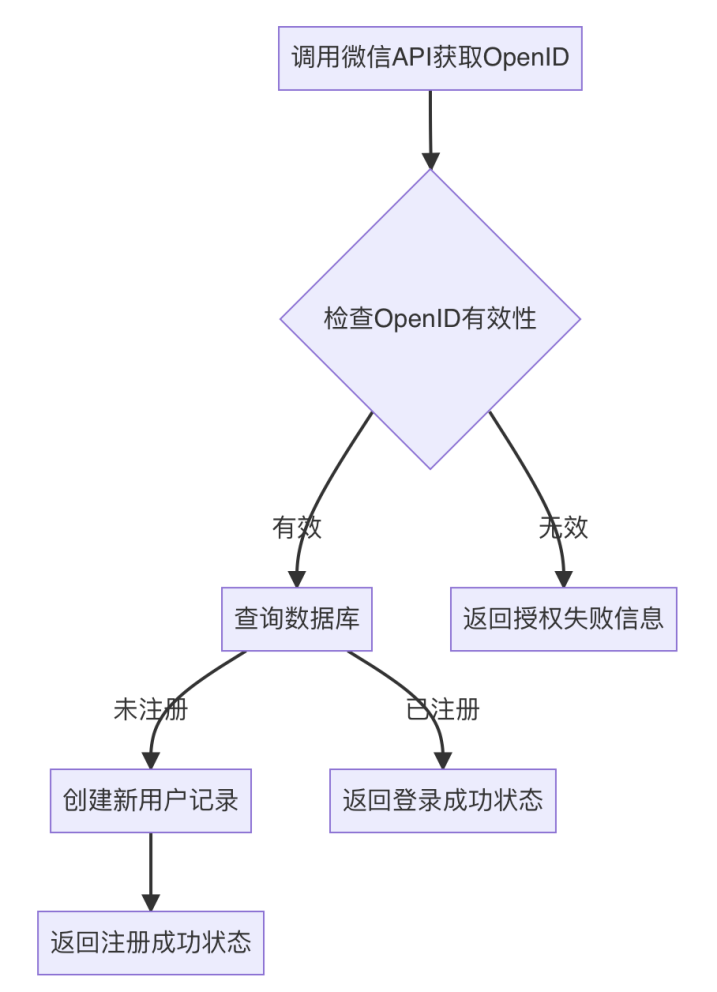 调用微信API获取OpenID
检查OpenID有效性
有效
无效
查询数据库
返回授权失败信息
未注册
已注册
创建新用户记录
返回登录成功状态
返回注册成功状态